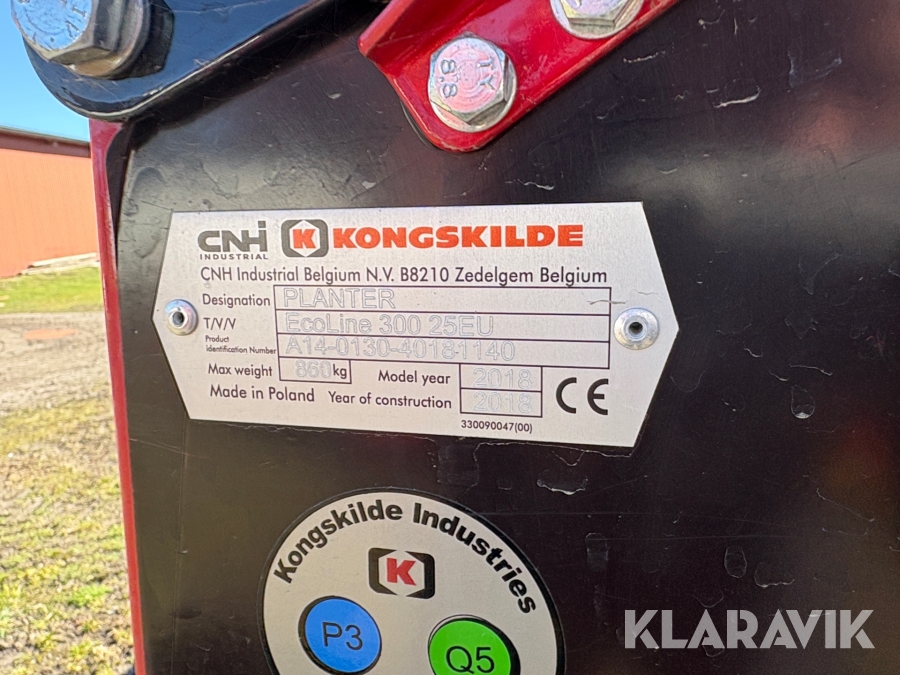 TY
8.8
CNH
INDUSTRIAL
K KONGSKILDE
CNH Industrial Belgium N.V. B8210 Zedelgem Belgium
Designation PLANTER
T/V/V EcoLine 300 25EU
Product
Identification Number A14-0130-40181140
Max weight 860 kg Model year 2018
Made in Poland Year of construction 2018
CE
330090047(00)
Kongskilde Industries
K
P3
Q5
KLARAVIK